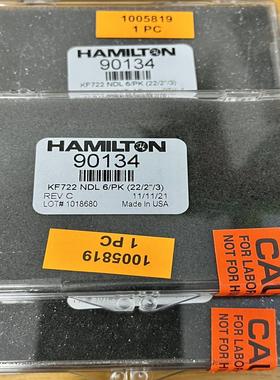 1005819
1 PC
HAMILTON
90134
KF722 NDL 6/PK (22/2"/3)
HAMILTON
90134
KF722 NDL 6/PK (22/2"/3)
REV C 11/11/21
LOT# 1018680 Made in USA
1005819
1 PC
CAU
FOR LABOR
NOT FOR H
CAU
FOR LABO
NOT FOR H